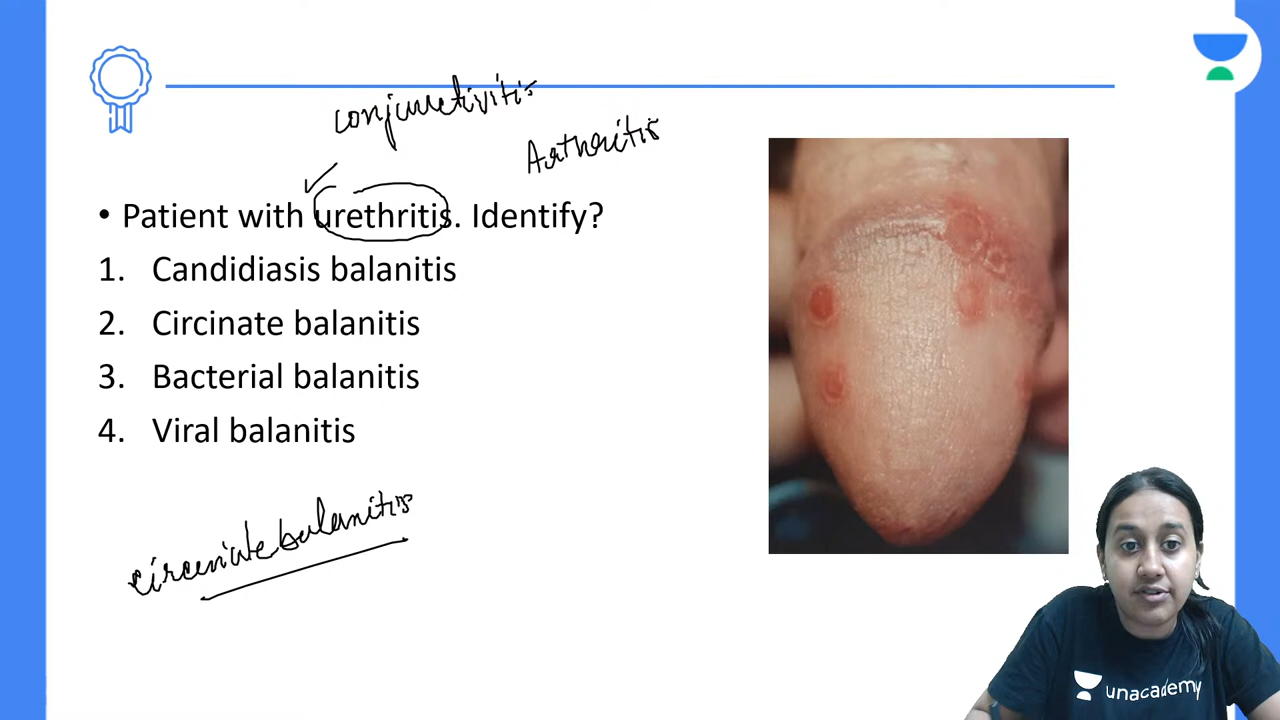 conjunctivitis
Arthritis
• Patient with urethritis. Identify?
1. Candidiasis balanitis
2. Circinate balanitis
3. Bacterial balanitis
4. Viral balanitis
circinate balanitis
unacademy